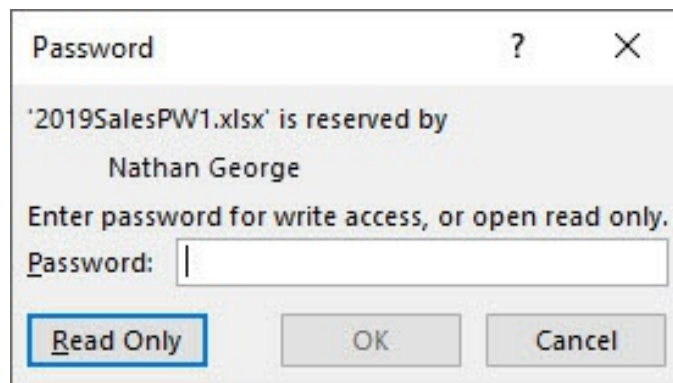 Password ? X
'2019SalesPW1.xlsx' is reserved by
Nathan George
Enter password for write access, or open read only.
Password:
Read Only OK Cancel